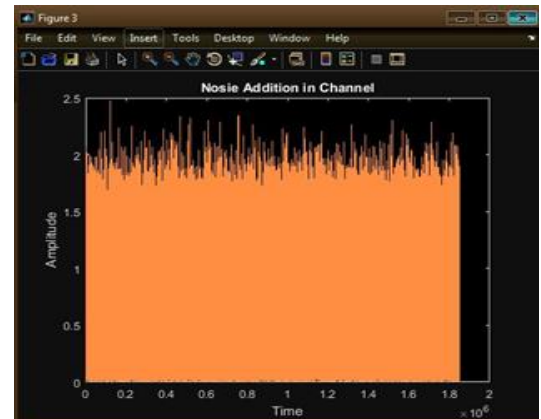 Figure 3
File Edit View Insert Tools Desktop Window Help
Nosie Addition in Channel
2.5
2
1.5
1
0.5
0
Amplitude
0 0.2 0.4 0.6 0.8 1 1.2 1.4 1.6 1.8 2
Time
× 10⁶